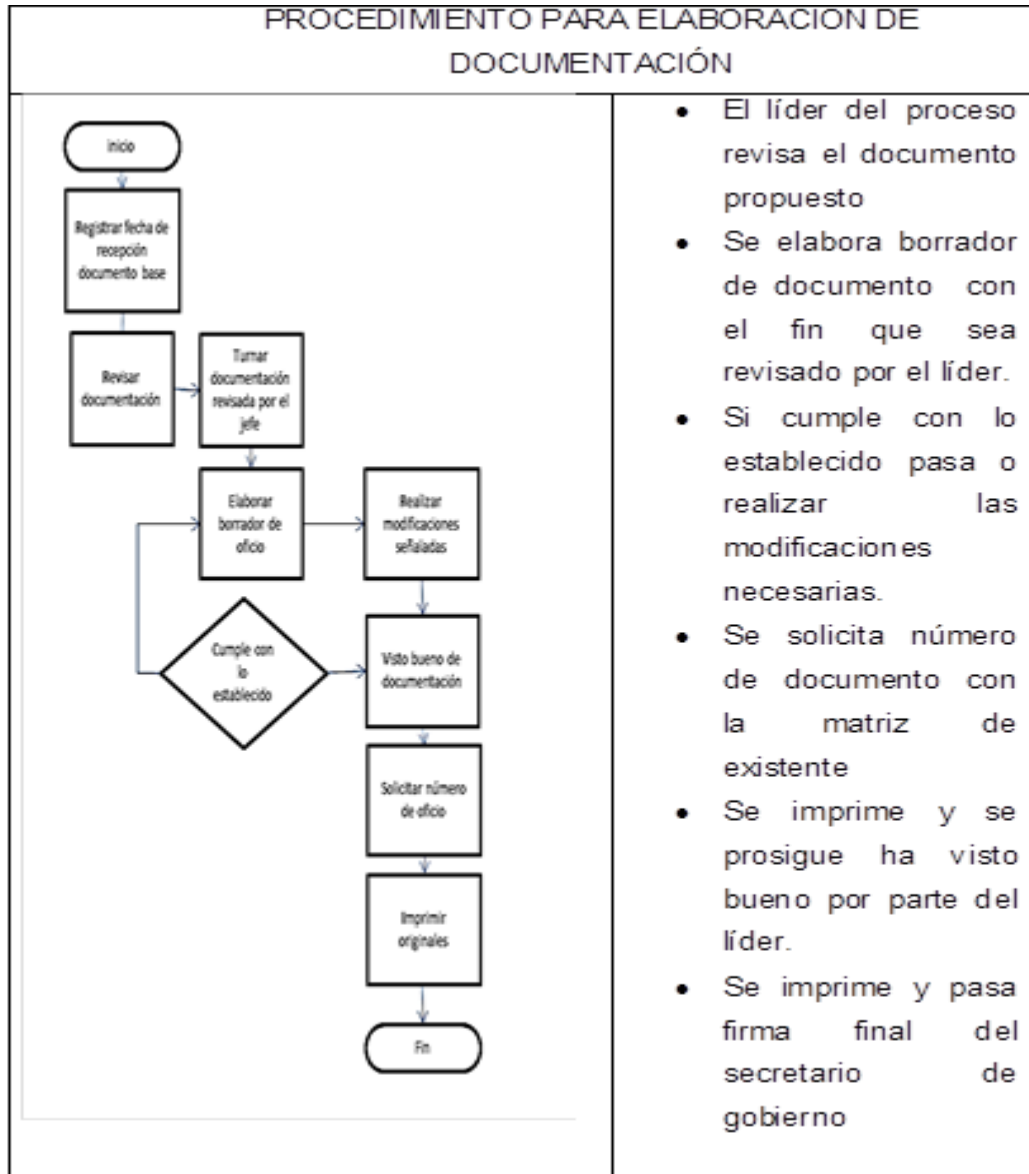 PROCEDIMIENTO PARA ELABORACION DE
DOCUMENTACIÓN
Inicio
Registrar fecha de
recepción
documento base
Revisar
documentación
Turnar
documentación
revisada por el
jefe
Elaborar
borrador de
oficio
Realizar
modificaciones
señaladas
Cumple con
lo
establecido
Visto bueno de
documentación
Solicitar número
de oficio
Imprimir
originales
Fin
• El líder del proceso
revisa el documento
propuesto
• Se elabora borrador
de documento con
el fin que sea
revisado por el líder.
• Si cumple con lo
establecido pasa o
realizar las
modificaciones
necesarias.
• Se solicita número
de documento con
la matriz de
existente
• Se imprime y se
prosigue ha visto
bueno por parte del
líder.
• Se imprime y pasa
firma final del
secretario de
gobierno